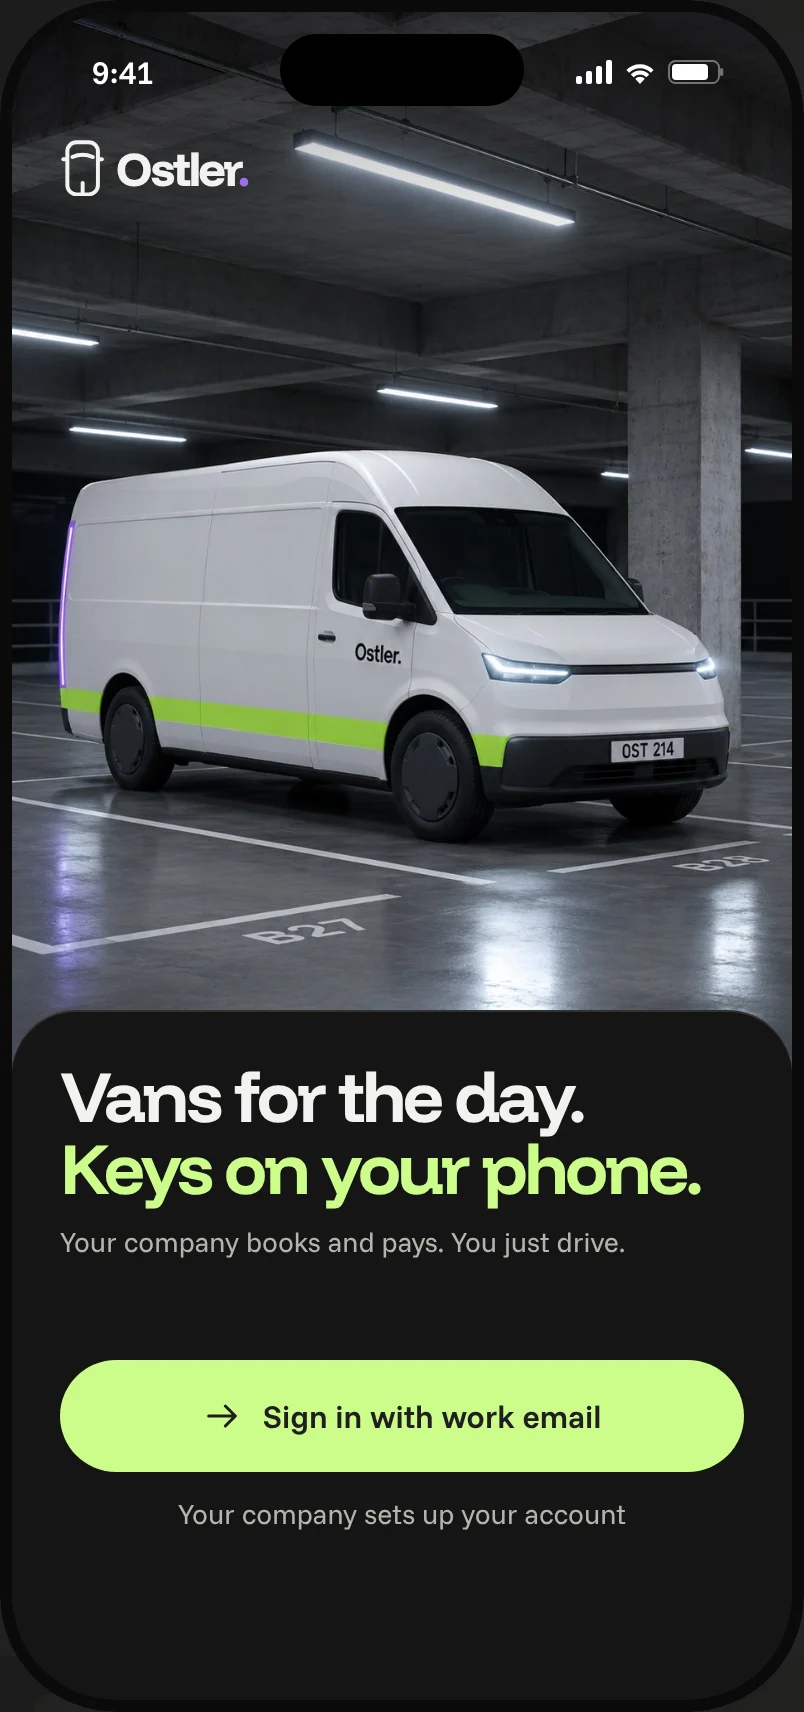 9:41
Ostler.
Ostler.
OST 214
B28
B27
Vans for the day.
Keys on your phone.
Your company books and pays. You just drive.
Sign in with work email
Your company sets up your account